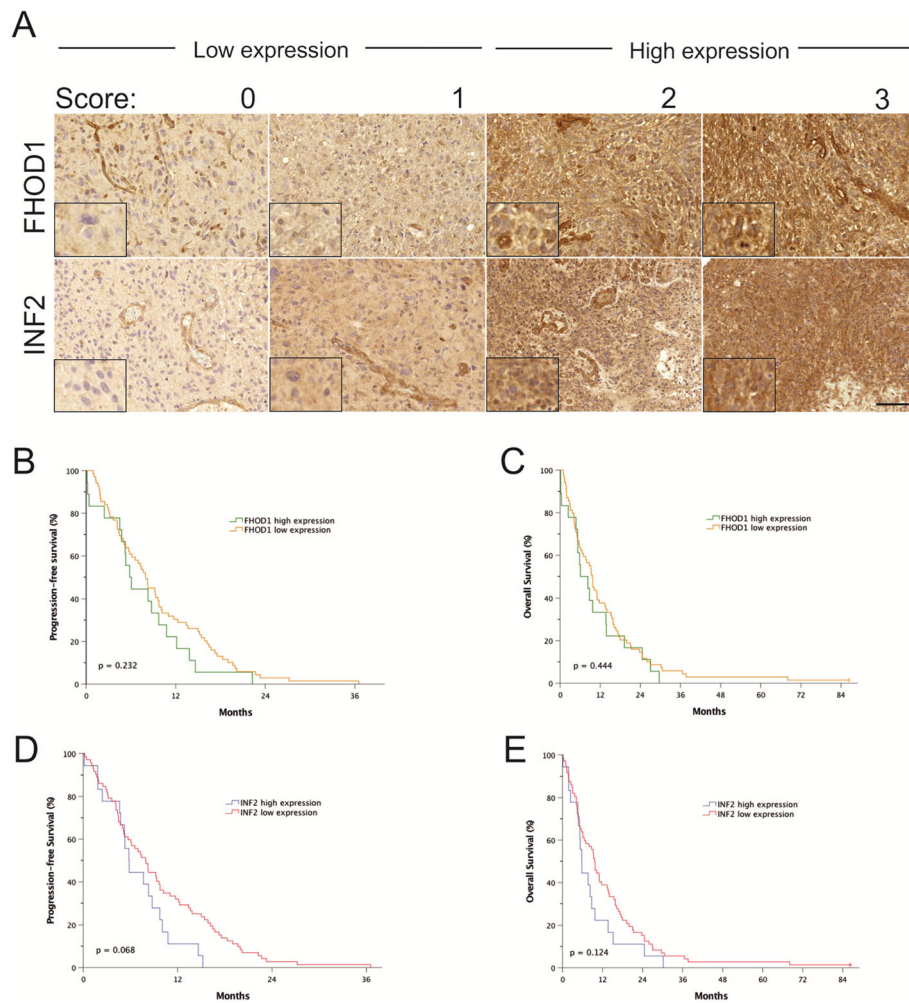 A
Low expression
High expression
Score: 0 1 2 3
FHOD1
INF2
B
100
80
60
40
20
0
0 12 24 36
Progression-free survival (%)
Months
FHOD1 high expression
FHOD1 low expression
p = 0.232
C
100
80
60
40
20
0
0 12 24 36 48 60 72 84
Overall Survival (%)
Months
FHOD1 high expression
FHOD1 low expression
p = 0.444
D
100
80
60
40
20
0
0 12 24 36
Progression-free Survival (%)
Months
INF2 high expression
INF2 low expression
p = 0.068
E
100
80
60
40
20
0
0 12 24 36 48 60 72 84
Overall Survival (%)
Months
INF2 high expression
INF2 low expression
p = 0.124